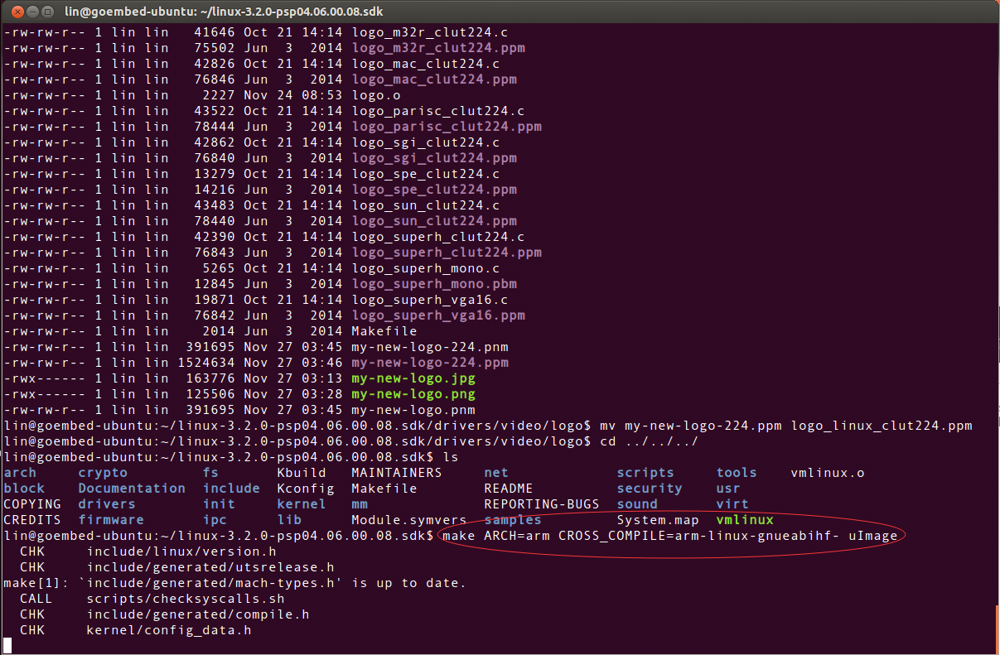 lin@goembed-ubuntu: ~/linux-3.2.0-psp04.06.00.08.sdk
-rw-rw-r-- 1 lin lin   41646 Oct 21 14:14 logo_m32r_clut224.c
-rw-rw-r-- 1 lin lin   75502 Jun  3  2014 logo_m32r_clut224.ppm
-rw-rw-r-- 1 lin lin   42826 Oct 21 14:14 logo_mac_clut224.c
-rw-rw-r-- 1 lin lin   76846 Jun  3  2014 logo_mac_clut224.ppm
-rw-rw-r-- 1 lin lin    2227 Nov 24 08:53 logo.o
-rw-rw-r-- 1 lin lin   43522 Oct 21 14:14 logo_parisc_clut224.c
-rw-rw-r-- 1 lin lin   78444 Jun  3  2014 logo_parisc_clut224.ppm
-rw-rw-r-- 1 lin lin   42862 Oct 21 14:14 logo_sgi_clut224.c
-rw-rw-r-- 1 lin lin   76840 Jun  3  2014 logo_sgi_clut224.ppm
-rw-rw-r-- 1 lin lin   13279 Oct 21 14:14 logo_spe_clut224.c
-rw-rw-r-- 1 lin lin   14216 Jun  3  2014 logo_spe_clut224.ppm
-rw-rw-r-- 1 lin lin   43483 Oct 21 14:14 logo_sun_clut224.c
-rw-rw-r-- 1 lin lin   78440 Jun  3  2014 logo_sun_clut224.ppm
-rw-rw-r-- 1 lin lin   42390 Oct 21 14:14 logo_superh_clut224.c
-rw-rw-r-- 1 lin lin   76843 Jun  3  2014 logo_superh_clut224.ppm
-rw-rw-r-- 1 lin lin    5265 Oct 21 14:14 logo_superh_mono.c
-rw-rw-r-- 1 lin lin   12845 Jun  3  2014 logo_superh_mono.pbm
-rw-rw-r-- 1 lin lin   19871 Oct 21 14:14 logo_superh_vga16.c
-rw-rw-r-- 1 lin lin   76842 Jun  3  2014 logo_superh_vga16.ppm
-rw-rw-r-- 1 lin lin    2014 Jun  3  2014 Makefile
-rw-rw-r-- 1 lin lin  391695 Nov 27 03:45 my-new-logo-224.pnm
-rw-rw-r-- 1 lin lin 1524634 Nov 27 03:46 my-new-logo-224.ppm
-rwx------ 1 lin lin  163776 Nov 27 03:13 my-new-logo.jpg
-rwx------ 1 lin lin  125506 Nov 27 03:28 my-new-logo.png
-rw-rw-r-- 1 lin lin  391695 Nov 27 03:45 my-new-logo.pnm
lin@goembed-ubuntu:~/linux-3.2.0-psp04.06.00.08.sdk/drivers/video/logo$ mv my-new-logo-224.ppm logo_linux_clut224.ppm
lin@goembed-ubuntu:~/linux-3.2.0-psp04.06.00.08.sdk/drivers/video/logo$ cd ../../../
lin@goembed-ubuntu:~/linux-3.2.0-psp04.06.00.08.sdk$ ls
arch     crypto         fs       Kbuild   MAINTAINERS     net             scripts     tools    vmlinux.o
block    Documentation  include  Kconfig  Makefile        README          security    usr
COPYING  drivers        init     kernel   mm              REPORTING-BUGS  sound       virt
CREDITS  firmware       ipc      lib      Module.symvers  samples         System.map  vmlinux
lin@goembed-ubuntu:~/linux-3.2.0-psp04.06.00.08.sdk$ make ARCH=arm CROSS_COMPILE=arm-linux-gnueabihf- uImage
  CHK     include/linux/version.h
  CHK     include/generated/utsrelease.h
make[1]: `include/generated/mach-types.h' is up to date.
  CALL    scripts/checksyscalls.sh
  CHK     include/generated/compile.h
  CHK     kernel/config_data.h